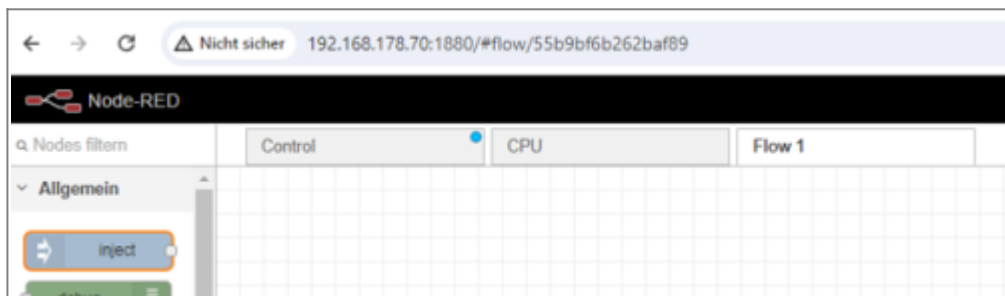 Nicht sicher 192.168.178.70:1880/#flow/55b9bf6b262baf89
Node-RED
Nodes filtern Control CPU Flow 1
Allgemein
inject
debug